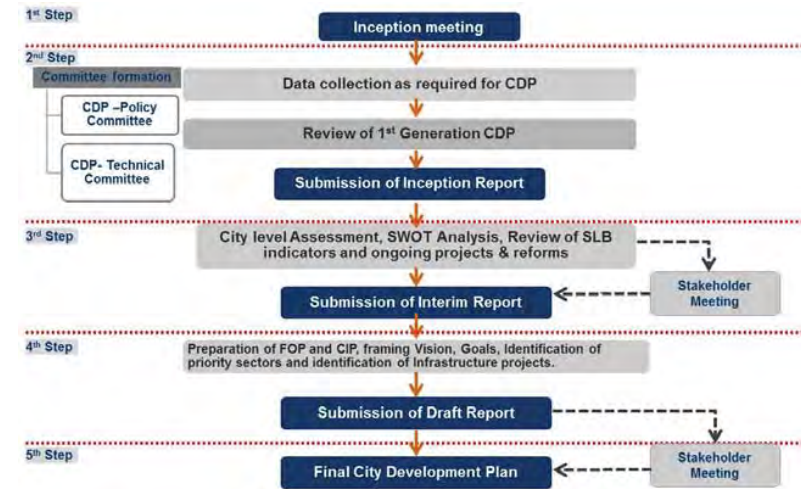 1st Step
Inception meeting
2nd Step
Committee formation
CDP –Policy
Committee
CDP- Technical
Committee
Data collection as required for CDP
Review of 1st Generation CDP
Submission of Inception Report
3rd Step
City level Assessment, SWOT Analysis, Review of SLB
indicators and ongoing projects & reforms
Stakeholder
Meeting
Submission of Interim Report
4th Step
Preparation of FOP and CIP, framing Vision, Goals, Identification of
priority sectors and identification of Infrastructure projects.
Submission of Draft Report
5th Step
Stakeholder
Meeting
Final City Development Plan